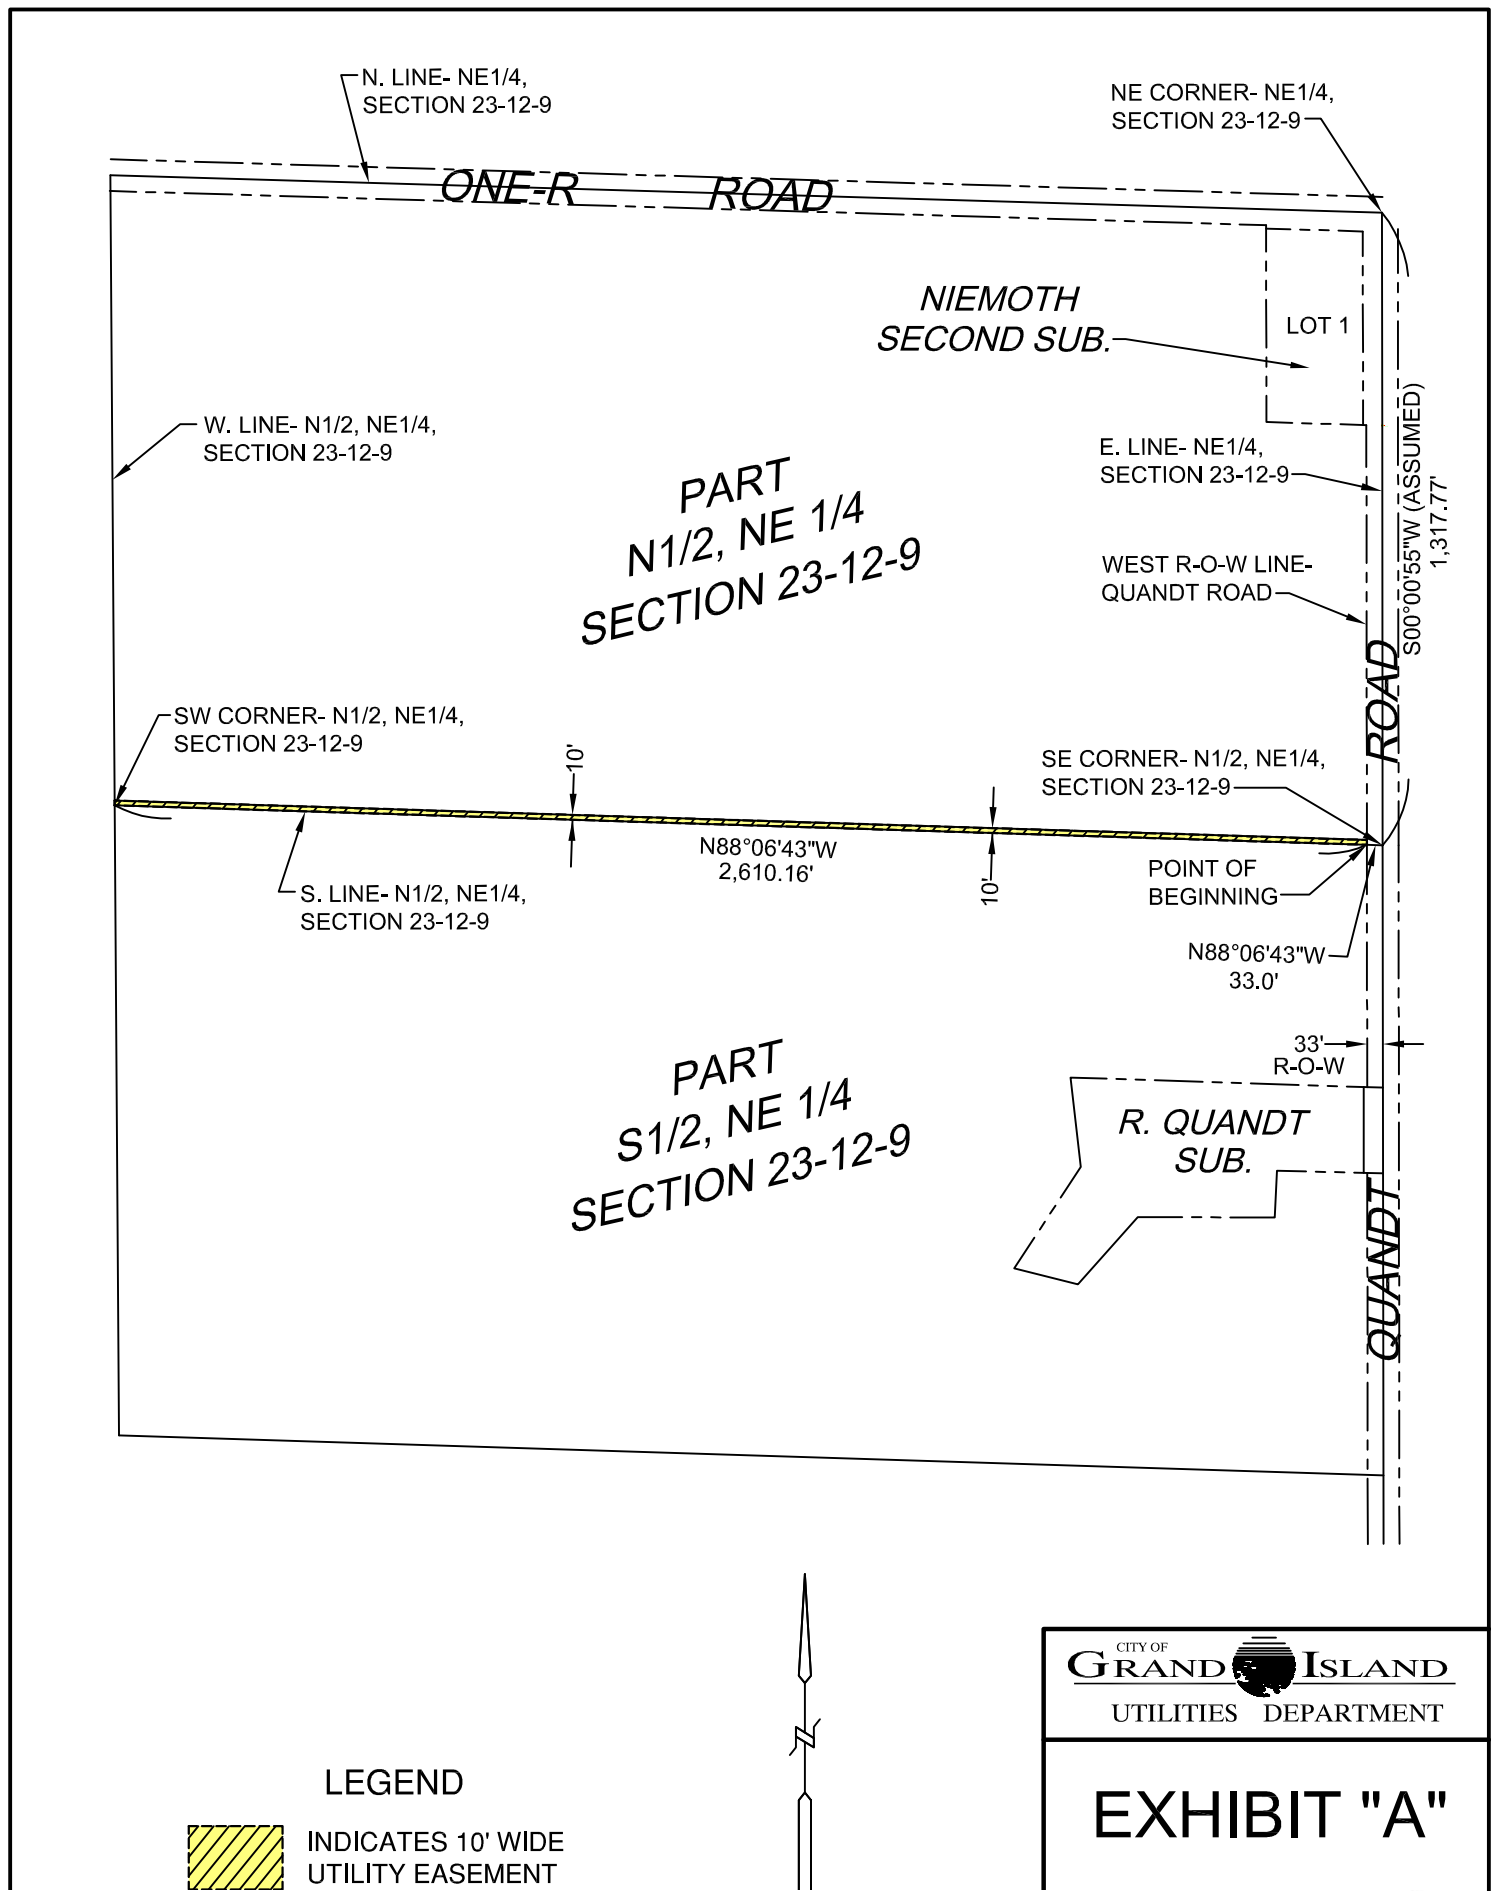 N. LINE- NE1/4,
SECTION 23-12-9
NE CORNER- NE1/4,
SECTION 23-12-9
ONE-R ROAD
NIEMOTH
SECOND SUB.
LOT 1
W. LINE- N1/2, NE1/4,
SECTION 23-12-9
E. LINE- NE1/4,
SECTION 23-12-9
S00°00'55"W (ASSUMED)
1,317.77'
PART
N1/2, NE 1/4
SECTION 23-12-9
WEST R-O-W LINE-
QUANDT ROAD
ROAD
SW CORNER- N1/2, NE1/4,
SECTION 23-12-9
10'
SE CORNER- N1/2, NE1/4,
SECTION 23-12-9
N88°06'43"W
2,610.16'
10'
POINT OF
BEGINNING
S. LINE- N1/2, NE1/4,
SECTION 23-12-9
N88°06'43"W
33.0'
33'
R-O-W
PART
S1/2, NE 1/4
SECTION 23-12-9
R. QUANDT
SUB.
QUANDT
CITY OF
GRAND ISLAND
UTILITIES DEPARTMENT
LEGEND
INDICATES 10' WIDE
UTILITY EASEMENT
EXHIBIT "A"